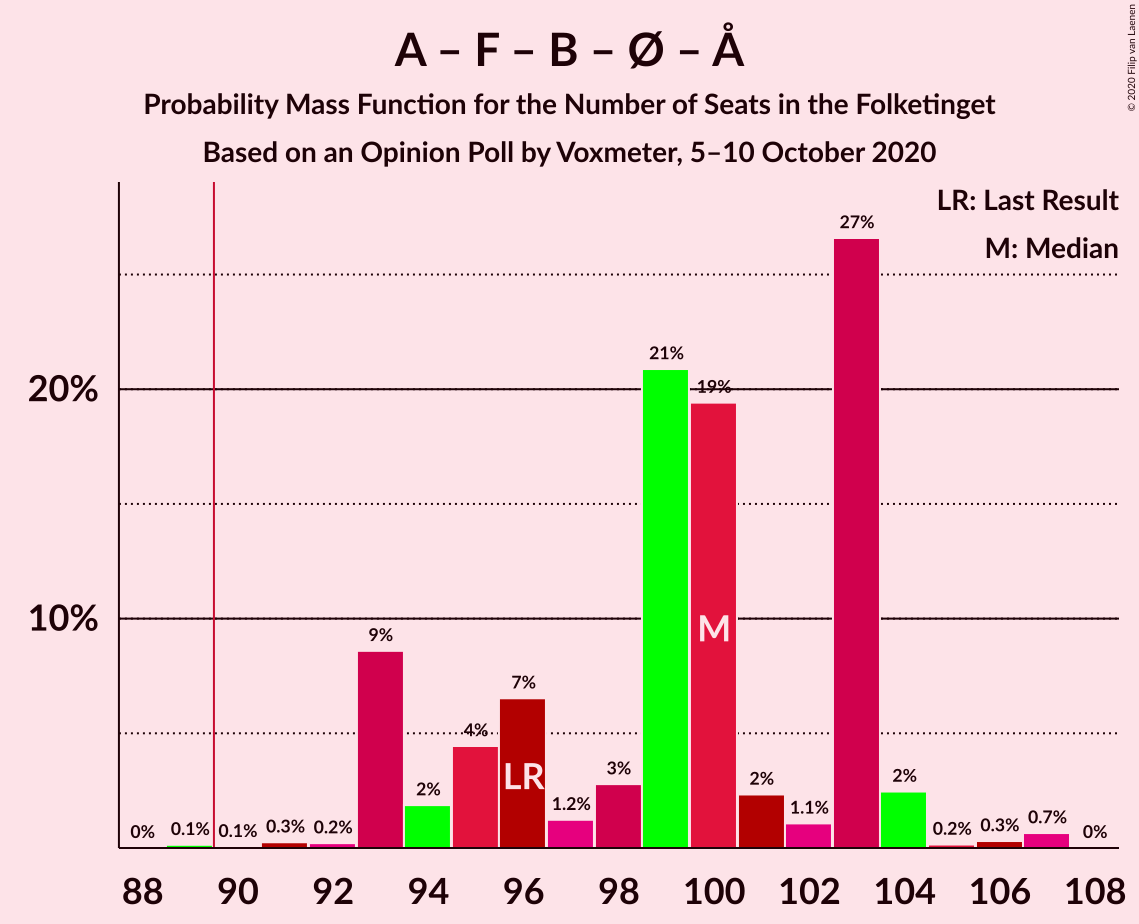 A – F – B – Ø – Å
Probability Mass Function for the Number of Seats in the Folketinget
Based on an Opinion Poll by Voxmeter, 5–10 October 2020
© 2020 Filip van Laenen
LR: Last Result
M: Median
20%
10%
0%
0.1%
0.1%
0.3%
0.2%
9%
2%
4%
7%
1.2%
3%
21%
19%
2%
1.1%
27%
2%
0.2%
0.3%
0.7%
0%
LR
M
88 90 92 94 96 98 100 102 104 106 108